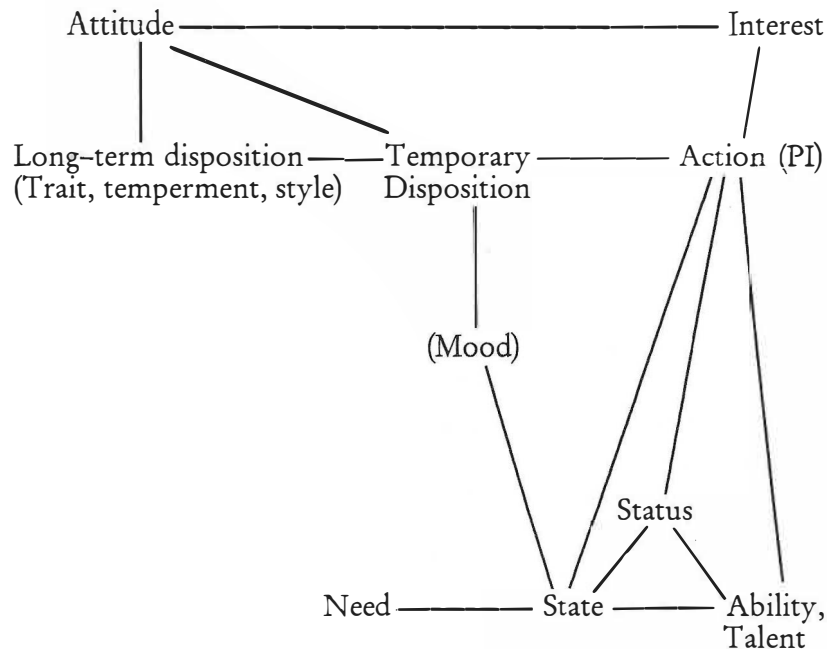 Attitude Interest
Long-term disposition Temporary Action (PI)
(Trait, temperment, style) Disposition
(Mood)
Status
Need State Ability,
Talent